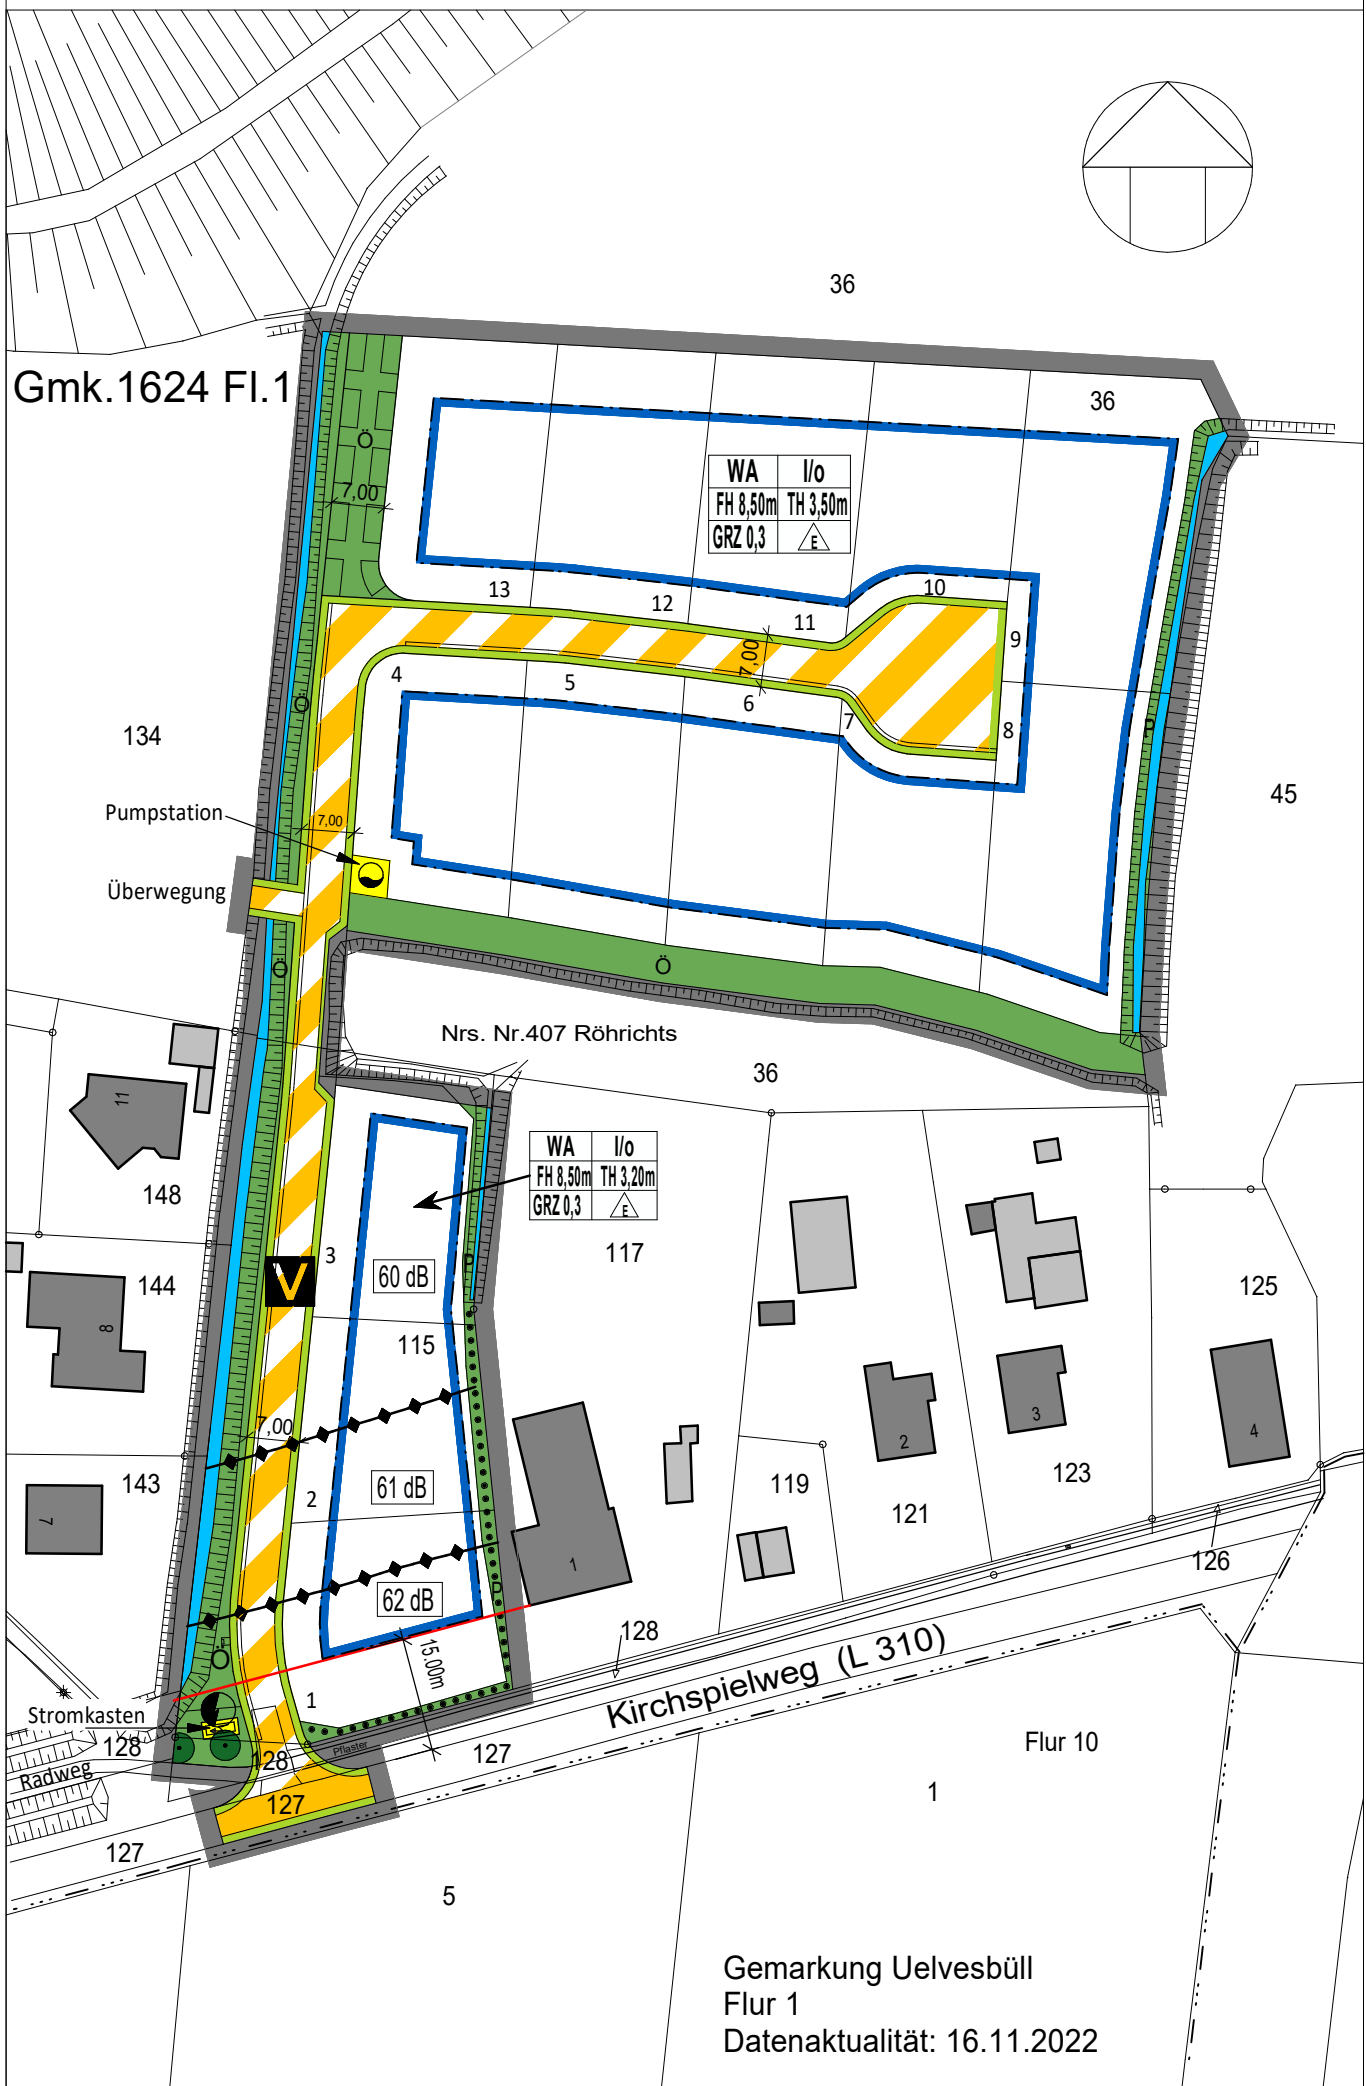 36
Gmk.1624 Fl.1
36
Ö
WA I/o
FH 8,50m TH 3,50m
GRZ 0,3 E
7,00
13
12
11
10
9
7,00
4
5
6
7
8
Ö
P
134
45
Pumpstation
7,00
Überwegung
Ö
Ö
Nrs. Nr.407 Röhrichts
36
11
WA I/o
FH 8,50m TH 3,20m
GRZ 0,3 E
148
117
3
P
V
60 dB
144
125
8
115
7,00
3
4
2
143
61 dB
119
123
2
121
7
126
1
62 dB
P
128
15.00m
Kirchspielweg (L 310)
Ö
1
Stromkasten
128
128
Pflaster
127
Flur 10
Radweg
1
127
127
5
Gemarkung Uelvesbüll
Flur 1
Datenaktualität: 16.11.2022